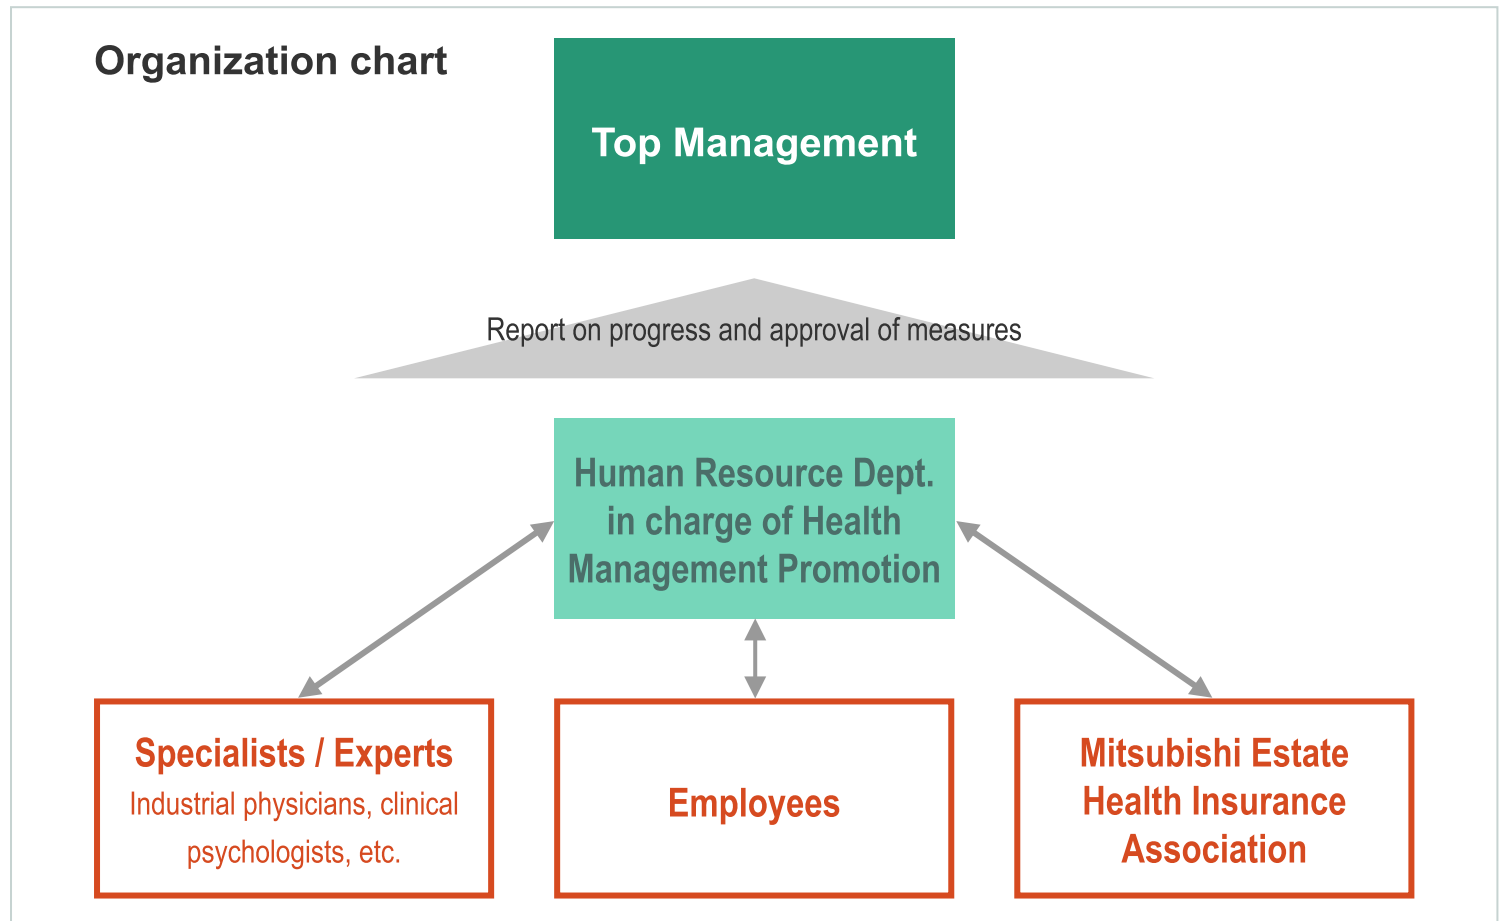 Organization chart
Top Management
Report on progress and approval of measures
Human Resource Dept.
in charge of Health
Management Promotion
Specialists / Experts
Industrial physicians, clinical
psychologists, etc.
Employees
Mitsubishi Estate
Health Insurance
Association